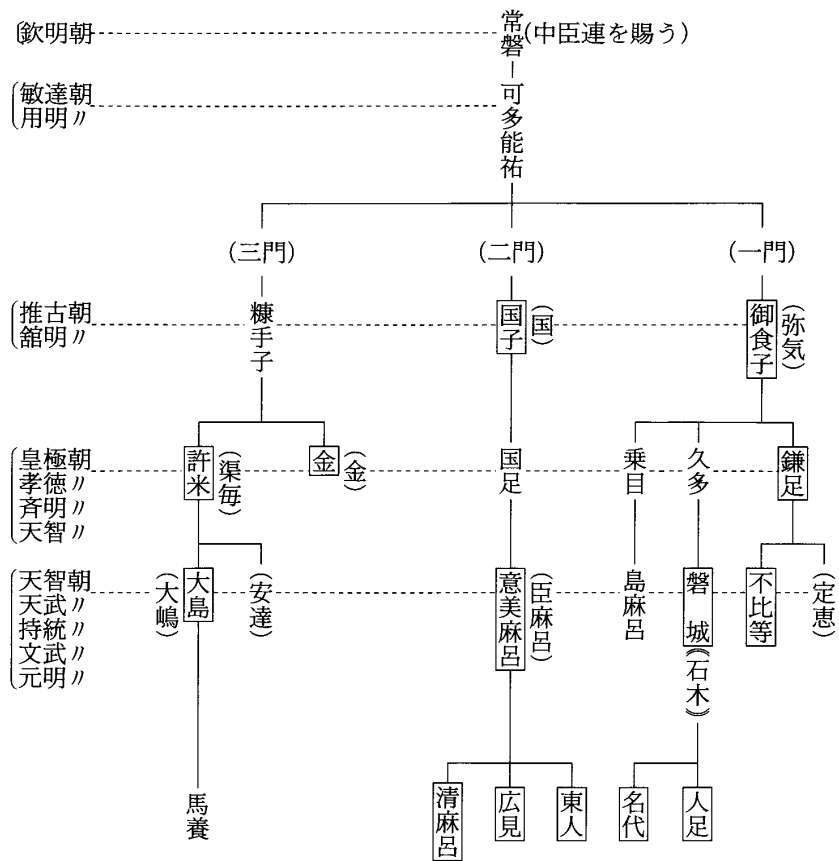 欽明朝
常磐
(中臣連を賜う)
敏達朝
用明〃
可多能祐
(三門)
(二門)
(一門)
推古朝
舒明〃
糠手子
国子
(国)
御食子
(弥気)
皇極朝
孝徳〃
斉明〃
天智〃
許米
(渠毎)
金
(金)
国足
乗目
久多
鎌足
天智朝
天武〃
持統〃
文武〃
元明〃
(大嶋)
大島
(安達)
意美麻呂
(臣麻呂)
島麻呂
磐城
(石木)
不比等
(定恵)
馬養
清麻呂
広見
東人
名代
人足